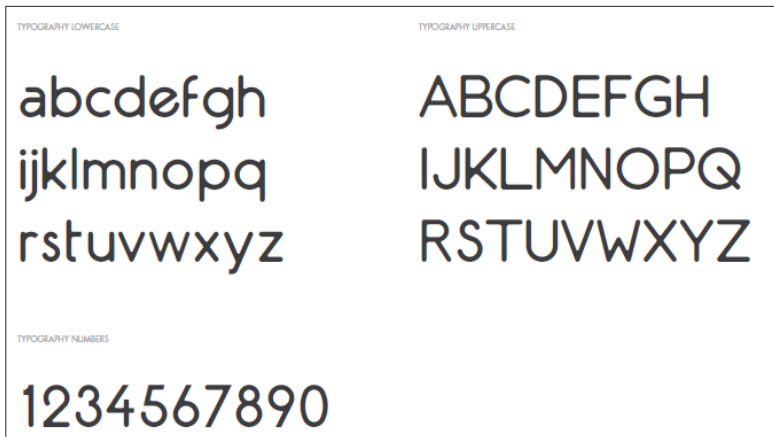 TYPOGRAPHY LOWERCASE
abcdefgh
ijklmnopq
rstuvwxyz
TYPOGRAPHY UPPERCASE
ABCDEFGH
IJKLMNOPQ
RSTUVWXYZ
TYPOGRAPHY NUMBERS
1234567890